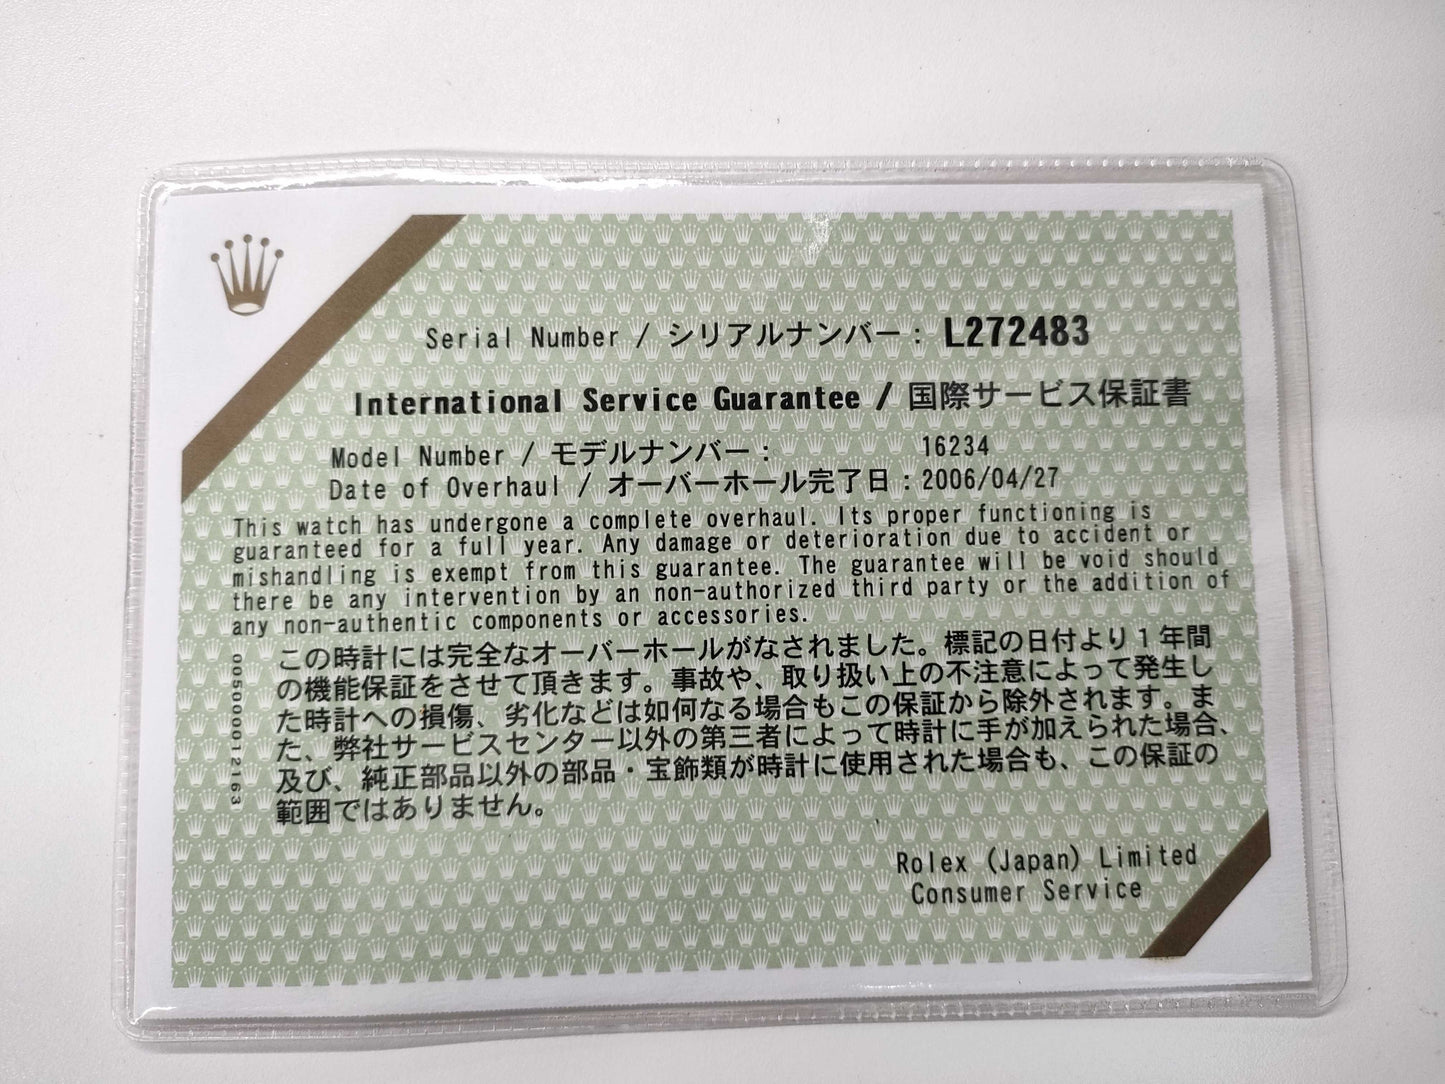 Serial Number / シリアルナンバー : L272483
International Service Guarantee / 国際サービス保証書
Model Number / モデルナンバー : 16234
Date of Overhaul / オーバーホール完了日 : 2006/04/27
This watch has undergone a complete overhaul. Its proper functioning is
guaranteed for a full year. Any damage or deterioration due to accident or
mishandling is exempt from this guarantee. The guarantee will be void should
there be any intervention by an non-authorized third party or the addition of
any non-authentic components or accessories.
この時計には完全なオーバーホールがなされました。標記の日付より1年間
の機能保証をさせて頂きます。事故や、取り扱い上の不注意によって発生し
た時計への損傷、劣化などは如何なる場合もこの保証から除外されます。ま
た、弊社サービスセンター以外の第三者によって時計に手が加えられた場合、
及び、純正部品以外の部品・宝飾類が時計に使用された場合も、この保証の
範囲ではありません。
005000012163
Rolex (Japan) Limited
Consumer Service